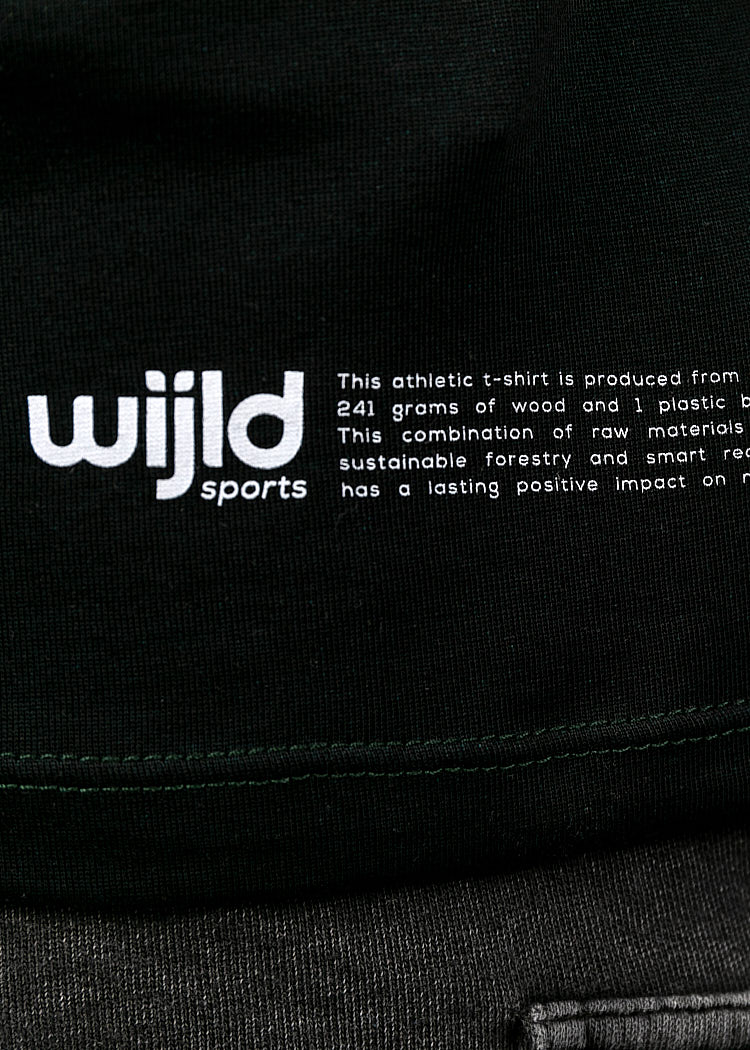 wijld
sports
This athletic t-shirt is produced from
241 grams of wood and 1 plastic
This combination of raw materials
sustainable forestry and smart
has a lasting positive impact on